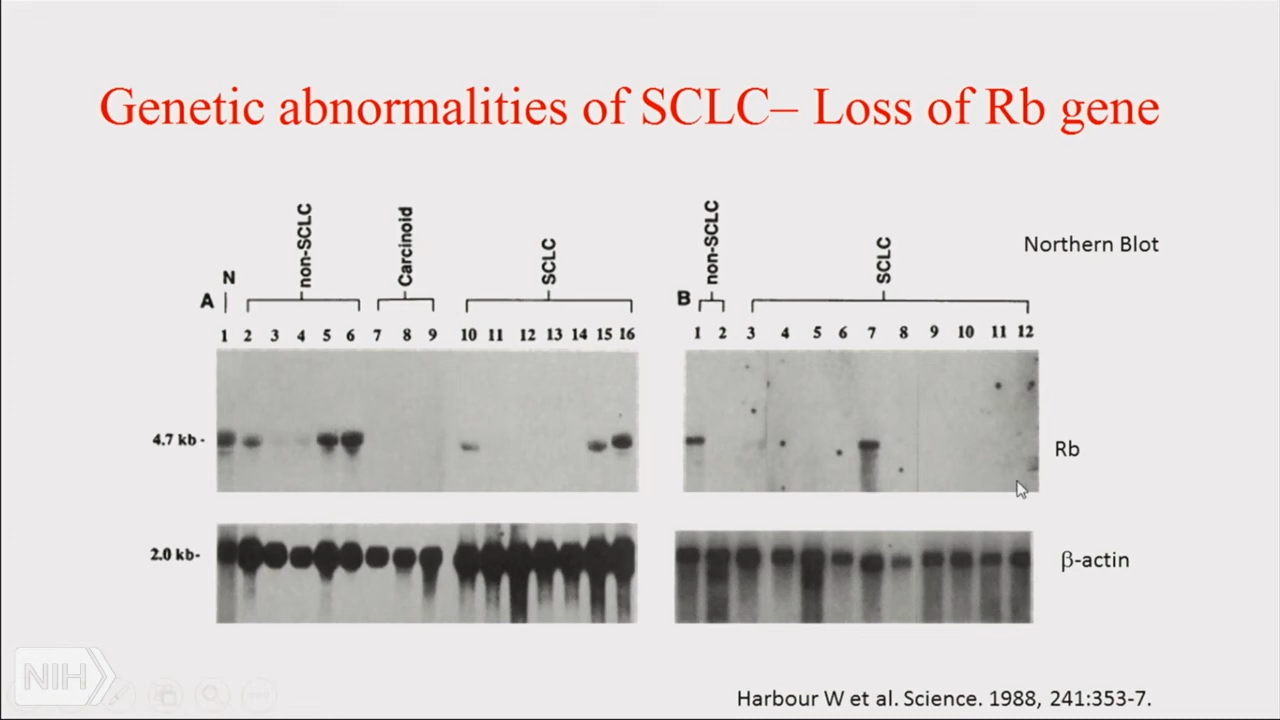 Genetic abnormalities of SCLC– Loss of Rb gene
N
non-SCLC
Carcinoid
SCLC
non-SCLC
SCLC
Northern Blot
A
B
1 2 3 4 5 6 7 8 9 10 11 12 13 14 15 16
1 2 3 4 5 6 7 8 9 10 11 12
4.7 kb -
Rb
2.0 kb-
β-actin
NIH
Harbour W et al. Science. 1988, 241:353-7.